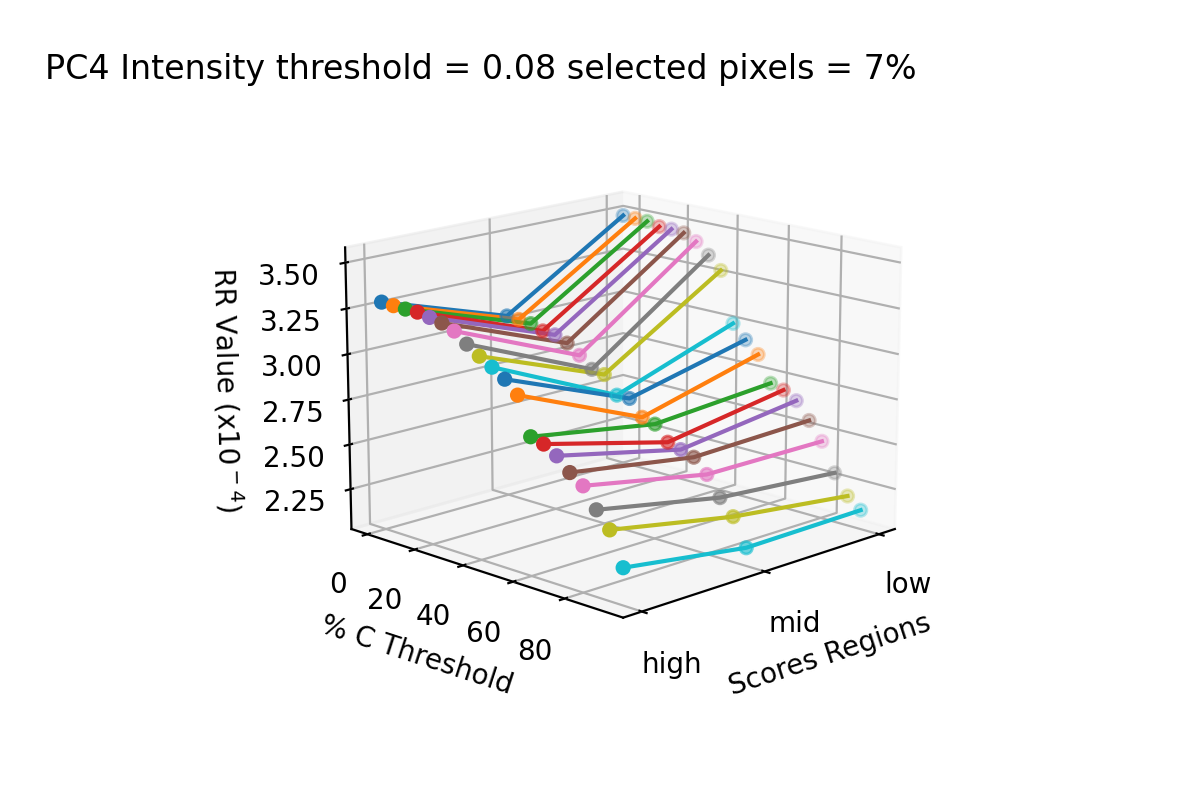 PC4 Intensity threshold = 0.08 selected pixels = 7%
RR Value (x10⁻⁴)
3.50
3.25
3.00
2.75
2.50
2.25
0
20
40
60
80
% C Threshold
high
mid
low
Scores Regions